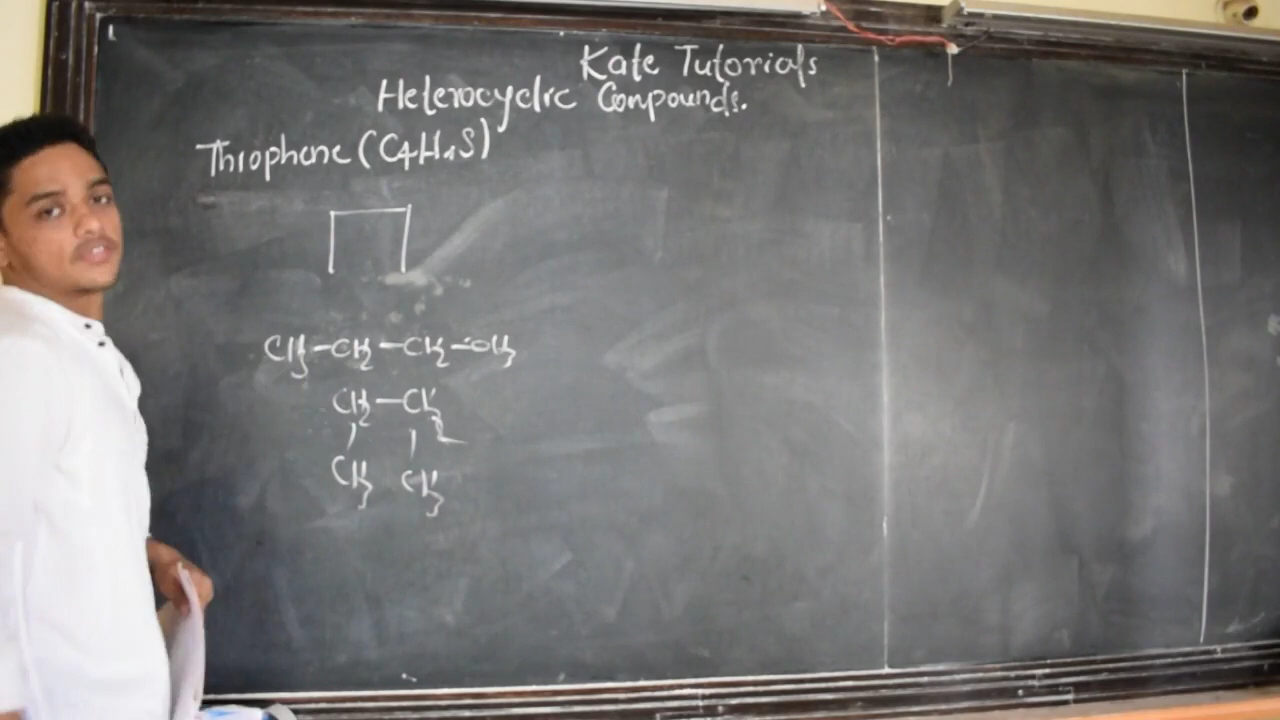 Kate Tutorials
Heterocyclic Compounds.
Thiophene (C4H4S)
CH3-CH2-CH2-CH3
CH2-CH2
CH3 CH3